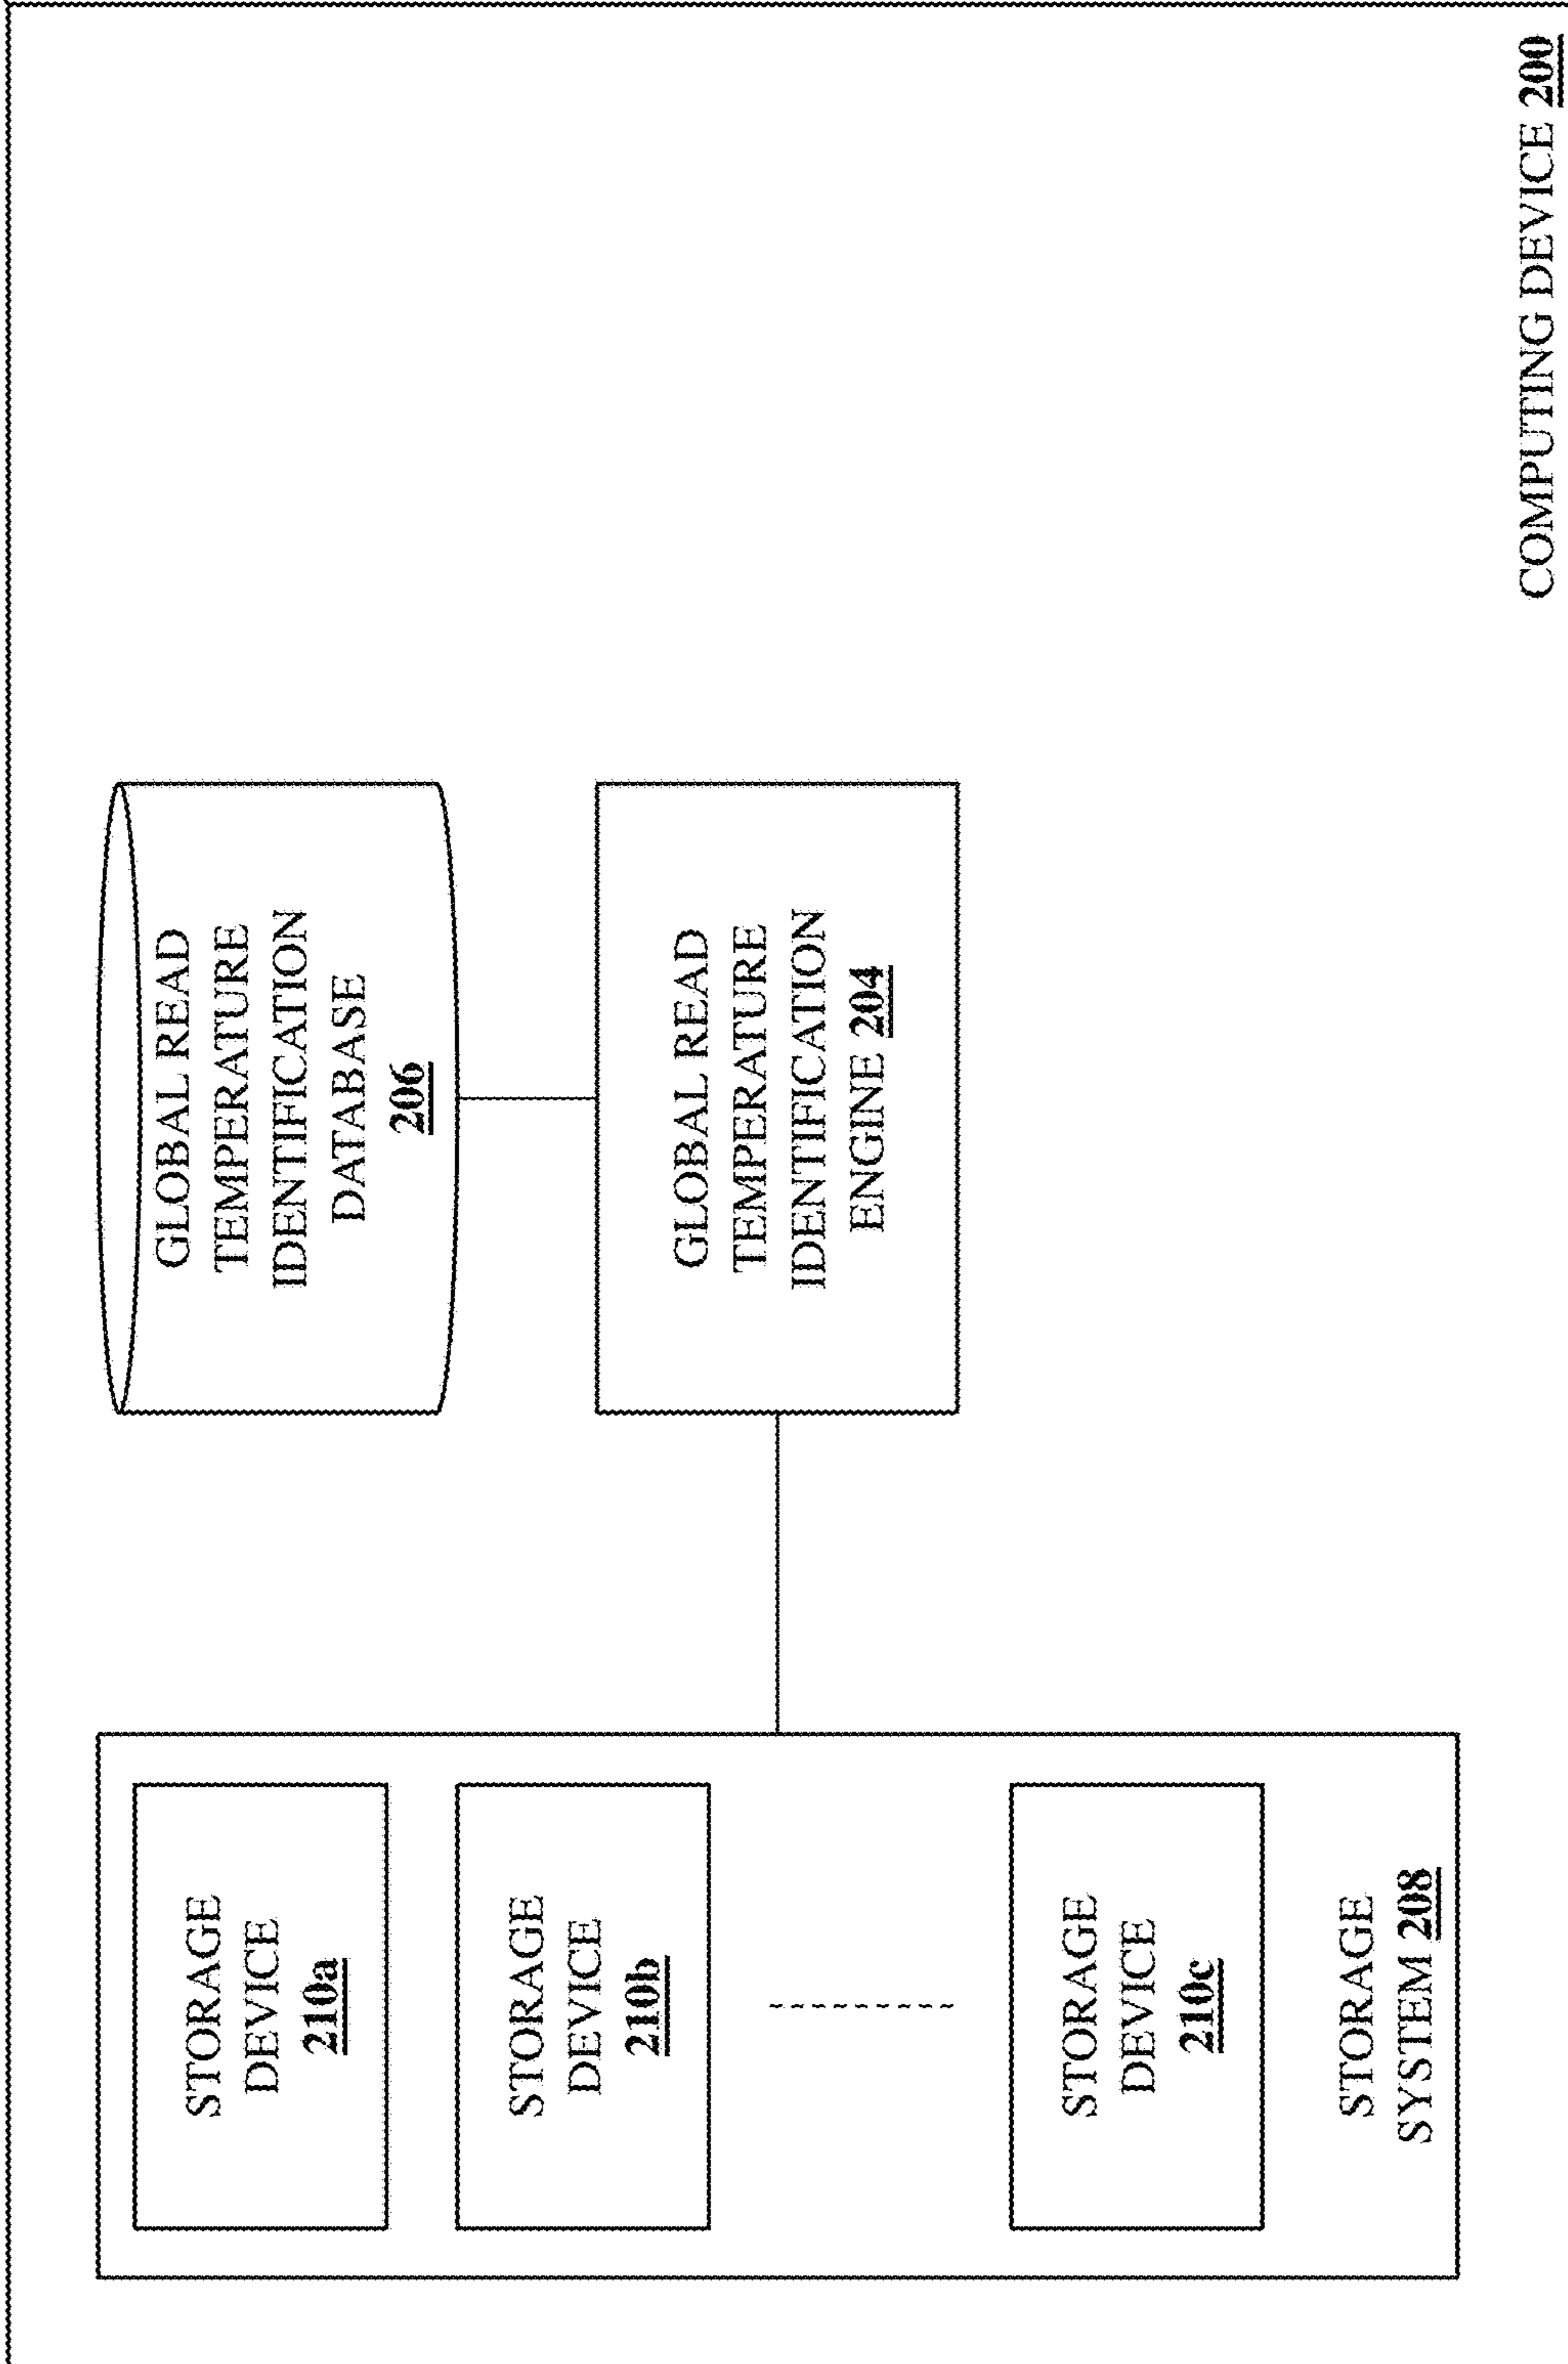 STORAGE
DEVICE
210a
STORAGE
DEVICE
210b
STORAGE
DEVICE
210c
STORAGE
SYSTEM 208
GLOBAL READ
TEMPERATURE
IDENTIFICATION
DATABASE
206
GLOBAL READ
TEMPERATURE
IDENTIFICATION
ENGINE 204
COMPUTING DEVICE 200